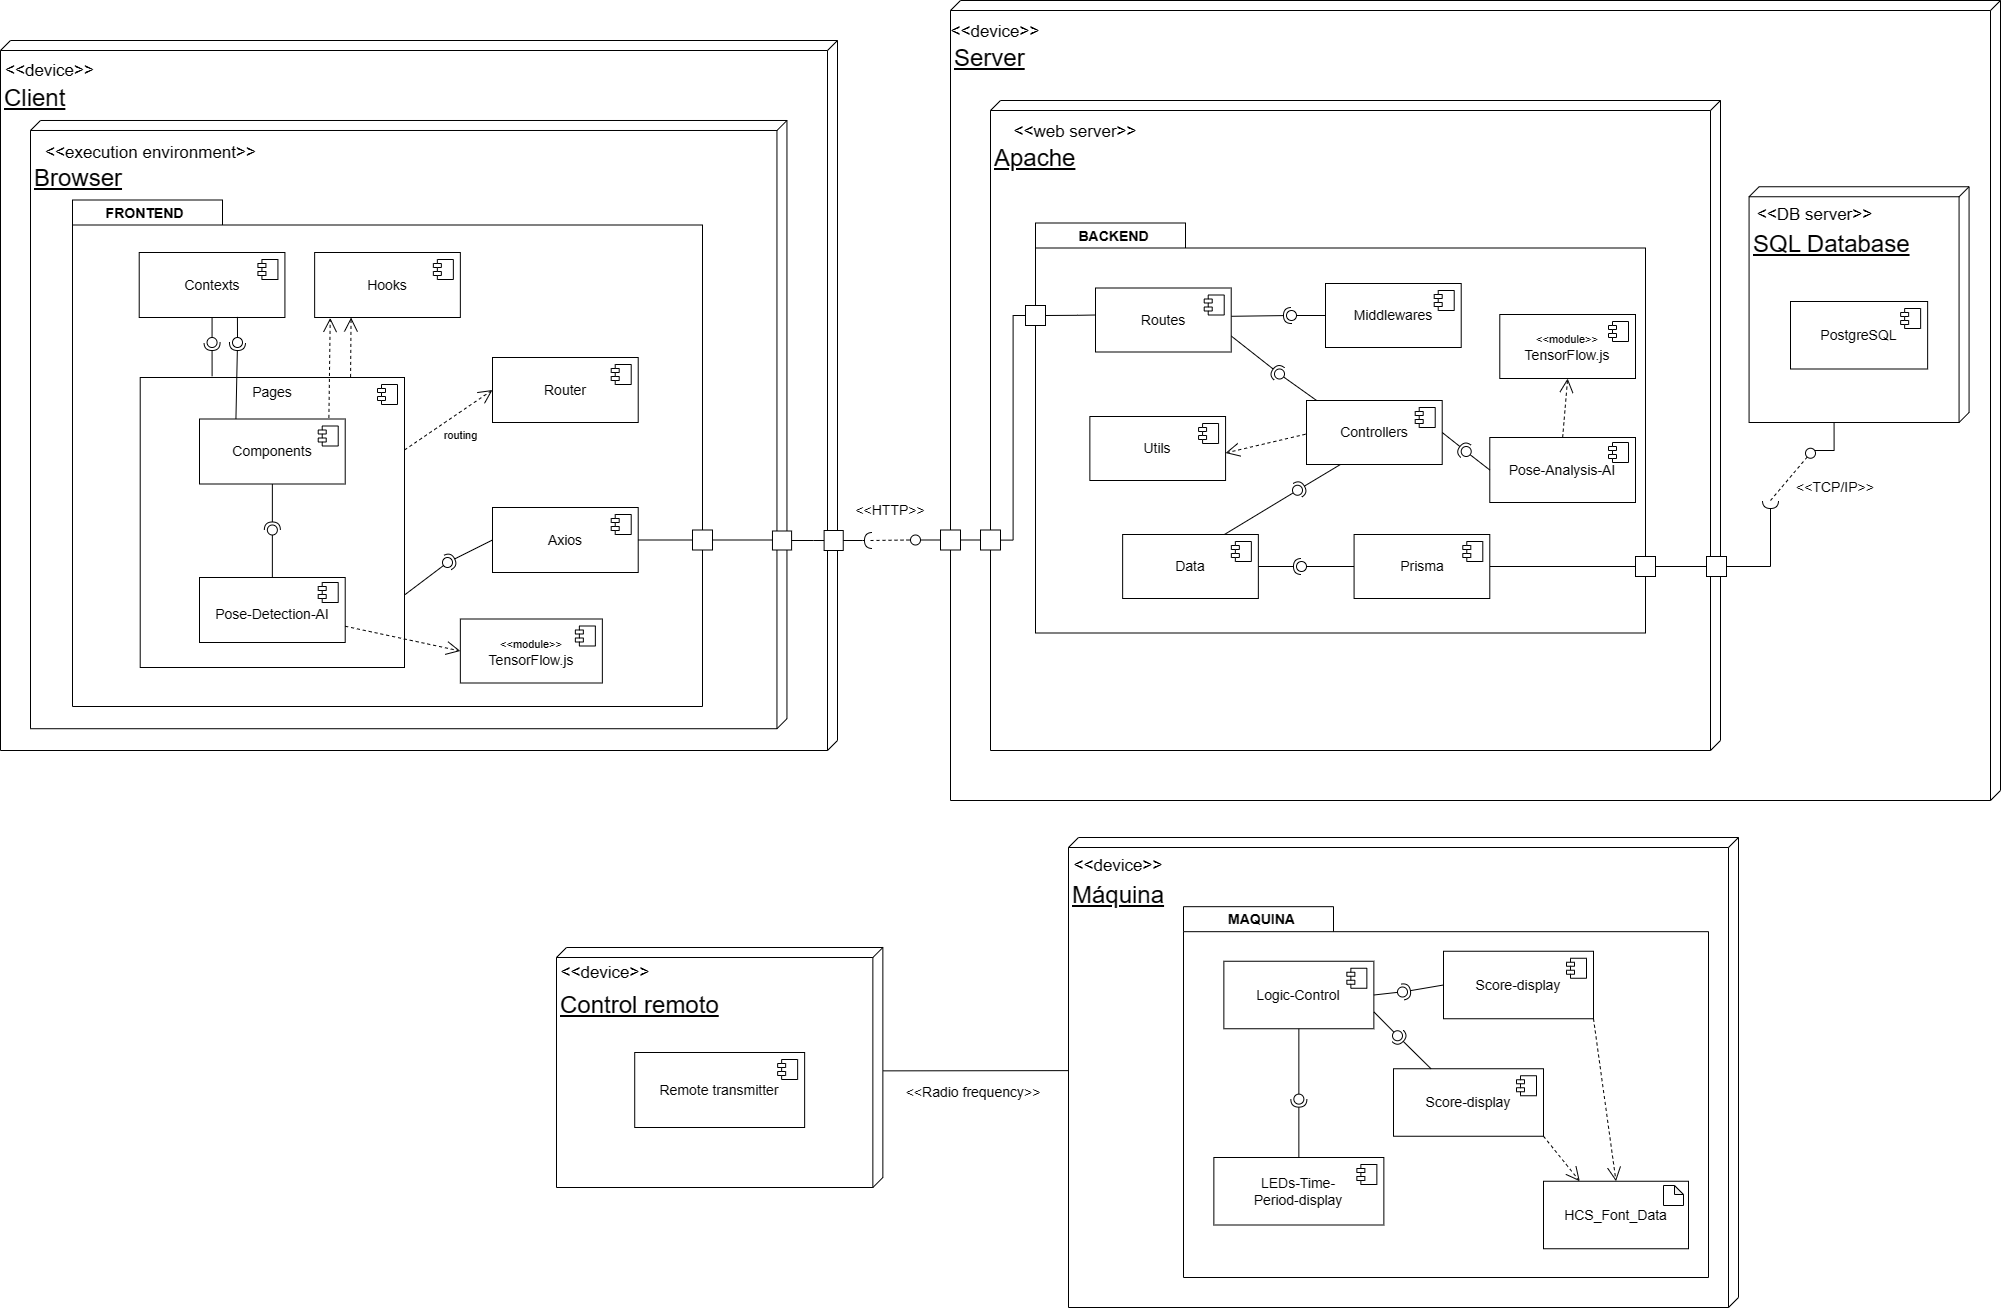 <<device>>
Client
<<execution environment>>
Browser
FRONTEND
Contexts
Hooks
Pages
Router
routing
Components
Axios
Pose-Detection-AI
<<module>>
TensorFlow.js
<<HTTP>>
<<device>>
Server
<<web server>>
Apache
BACKEND
Routes
Middlewares
<<module>>
TensorFlow.js
Utils
Controllers
Pose-Analysis-AI
Data
Prisma
<<DB server>>
SQL Database
PostgreSQL
<<TCP/IP>>
<<device>>
Control remoto
Remote transmitter
<<Radio frequency>>
<<device>>
Máquina
MAQUINA
Logic-Control
Score-display
Score-display
LEDs-Time-
Period-display
HCS_Font_Data